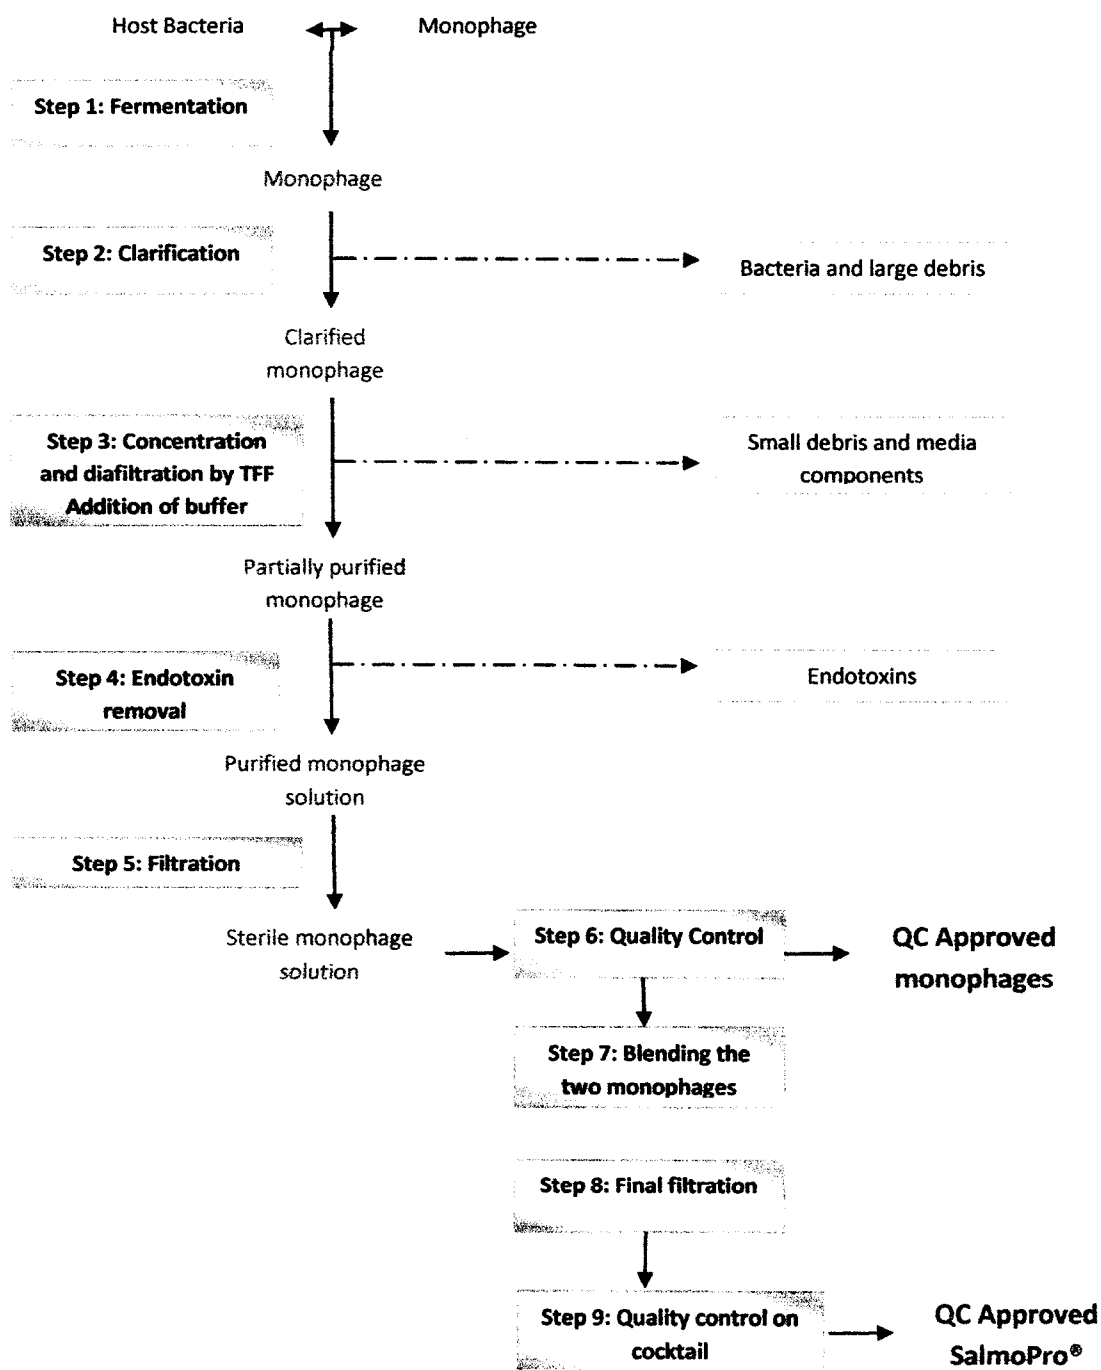 Host Bacteria
Monophage
Step 1: Fermentation
Monophage
Step 2: Clarification
Bacteria and large debris
Clarified
monophage
Step 3: Concentration
and diafiltration by TFF
Addition of buffer
Small debris and media
components
Partially purified
monophage
Step 4: Endotoxin
removal
Endotoxins
Purified monophage
solution
Step 5: Filtration
Sterile monophage
solution
Step 6: Quality Control
QC Approved
monophages
Step 7: Blending the
two monophages
Step 8: Final filtration
Step 9: Quality control on
cocktail
QC Approved
SalmoPro®